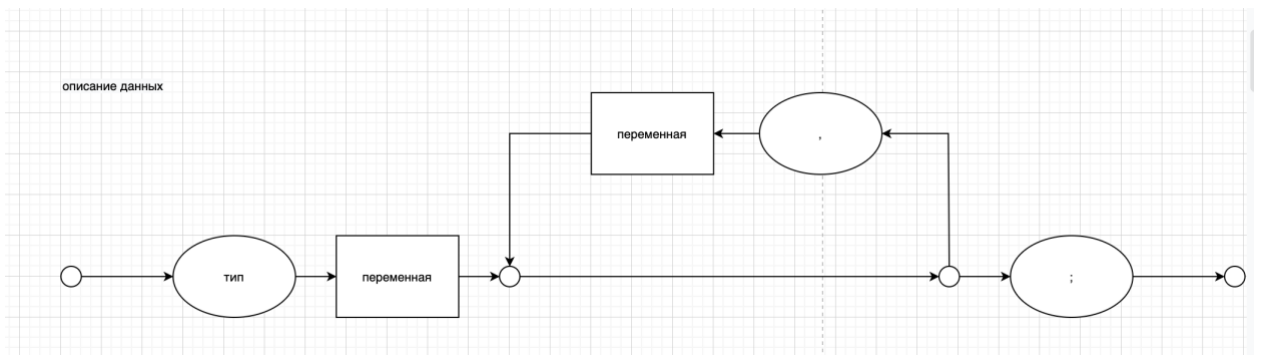 описание данных
переменная
,
тип
переменная
;